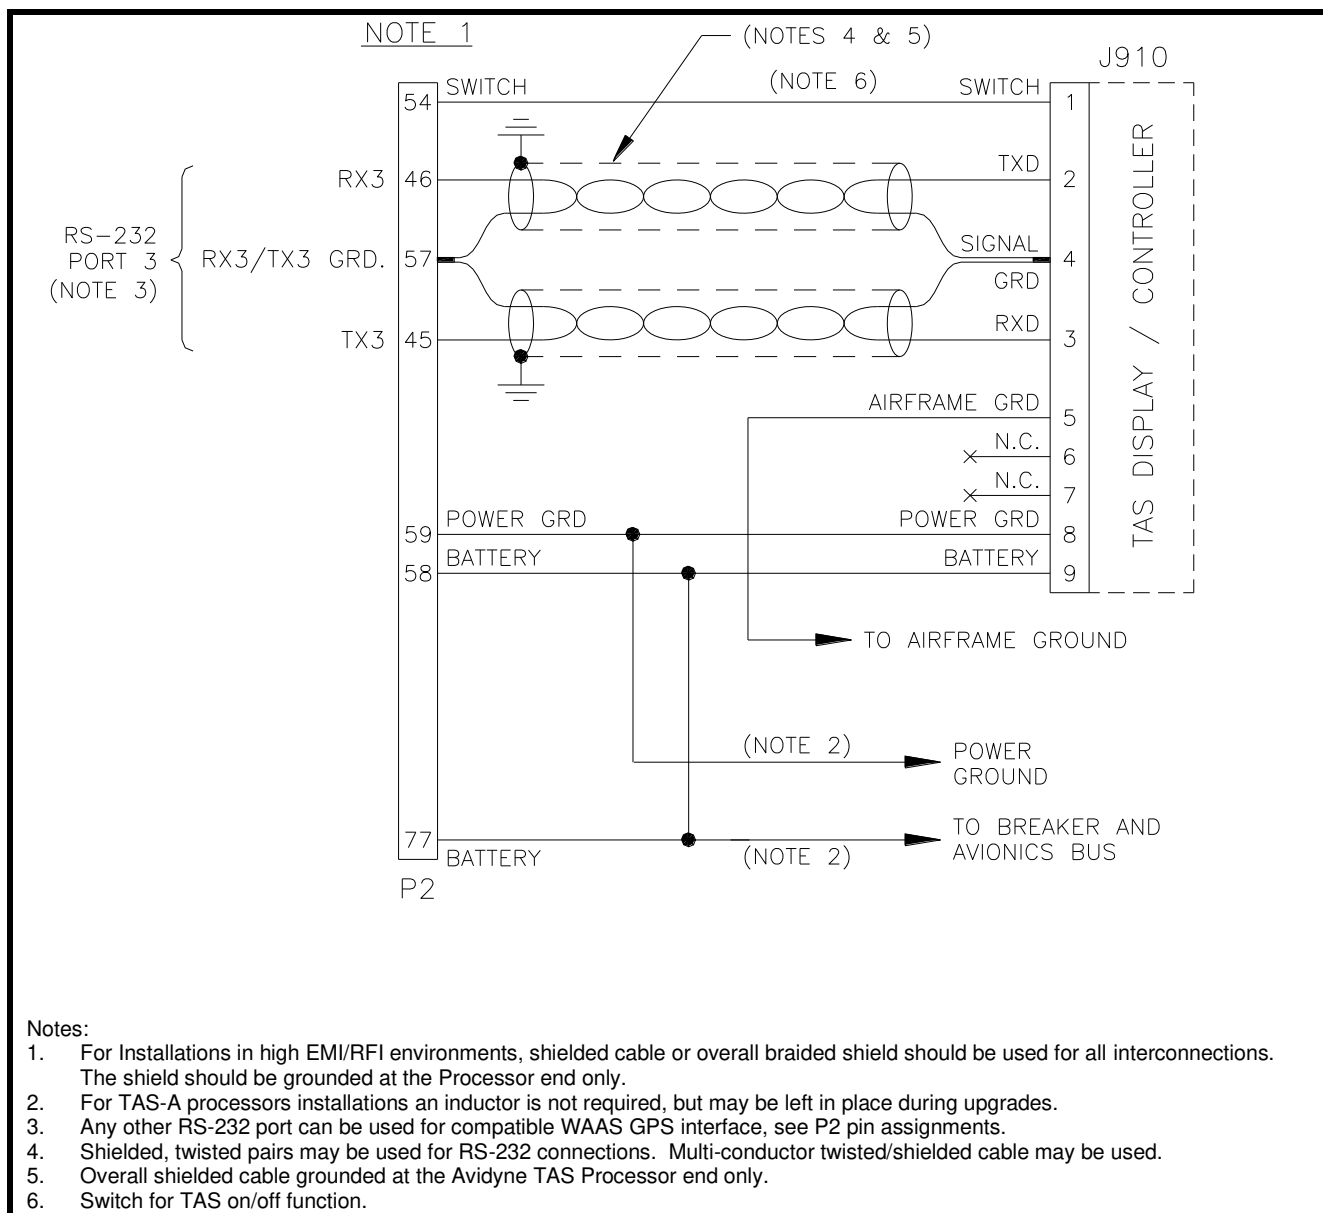 NOTE 1
(NOTES 4 & 5)
J910
54 SWITCH (NOTE 6) SWITCH 1
RX3 46 TXD 2
RS-232
PORT 3
(NOTE 3)
RX3/TX3 GRD. 57 SIGNAL
GRD 4
TX3 45 RXD 3
AIRFRAME GRD 5
N.C. 6
N.C. 7
59 POWER GRD POWER GRD 8
58 BATTERY BATTERY 9
TAS DISPLAY / CONTROLLER
TO AIRFRAME GROUND
(NOTE 2) POWER
GROUND
77 BATTERY (NOTE 2) TO BREAKER AND
AVIONICS BUS
P2
Notes:
1. For Installations in high EMI/RFI environments, shielded cable or overall braided shield should be used for all interconnections.
The shield should be grounded at the Processor end only.
2. For TAS-A processors installations an inductor is not required, but may be left in place during upgrades.
3. Any other RS-232 port can be used for compatible WAAS GPS interface, see P2 pin assignments.
4. Shielded, twisted pairs may be used for RS-232 connections. Multi-conductor twisted/shielded cable may be used.
5. Overall shielded cable grounded at the Avidyne TAS Processor end only.
6. Switch for TAS on/off function.